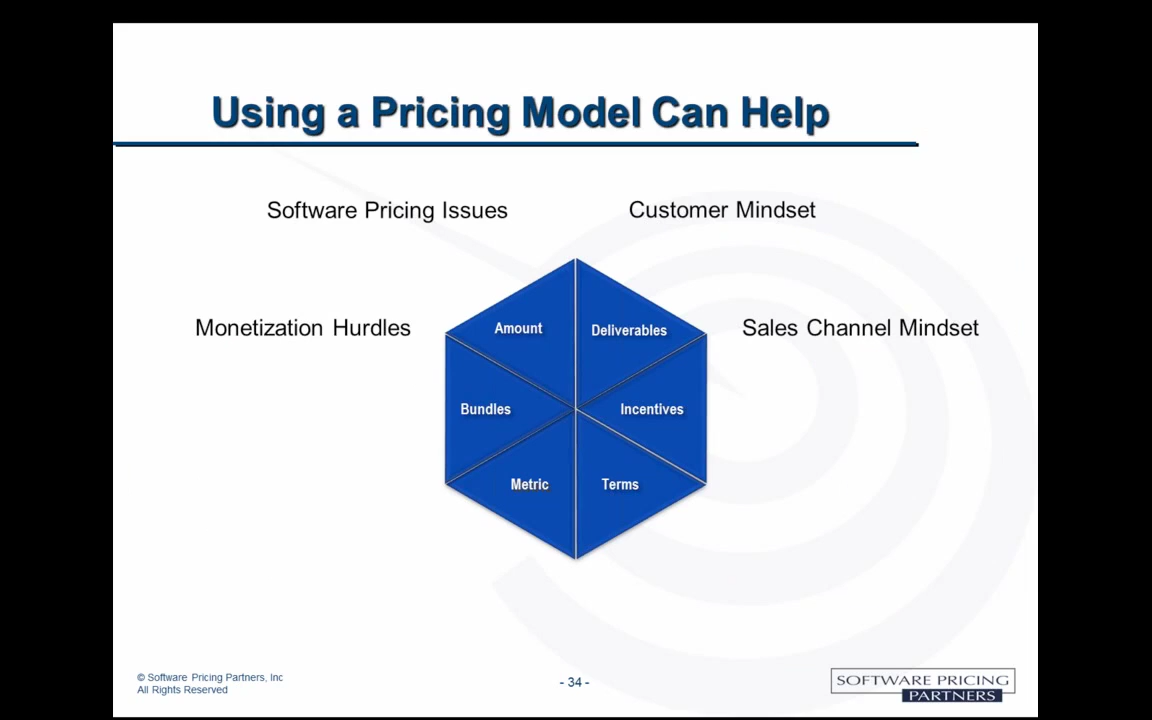 Using a Pricing Model Can Help
Software Pricing Issues
Customer Mindset
Monetization Hurdles
Sales Channel Mindset
Amount
Deliverables
Bundles
Incentives
Metric
Terms
© Software Pricing Partners, Inc
All Rights Reserved
- 34 -
SOFTWARE PRICING
PARTNERS